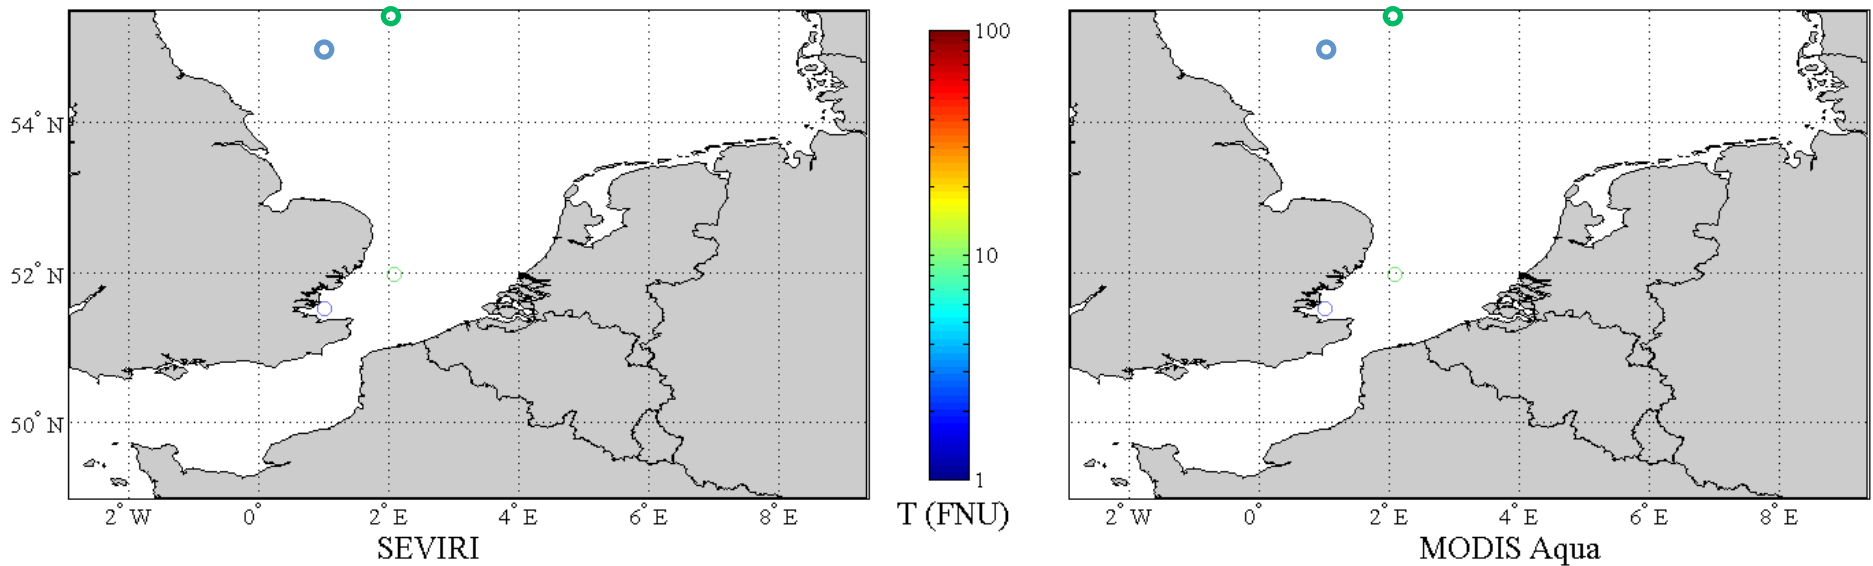 100
54° N
52° N
10
50° N
1
2° W 0° 2° E 4° E 6° E 8° E
T (FNU)
2° W 0° 2° E 4° E 6° E 8° E
SEVIRI
MODIS Aqua